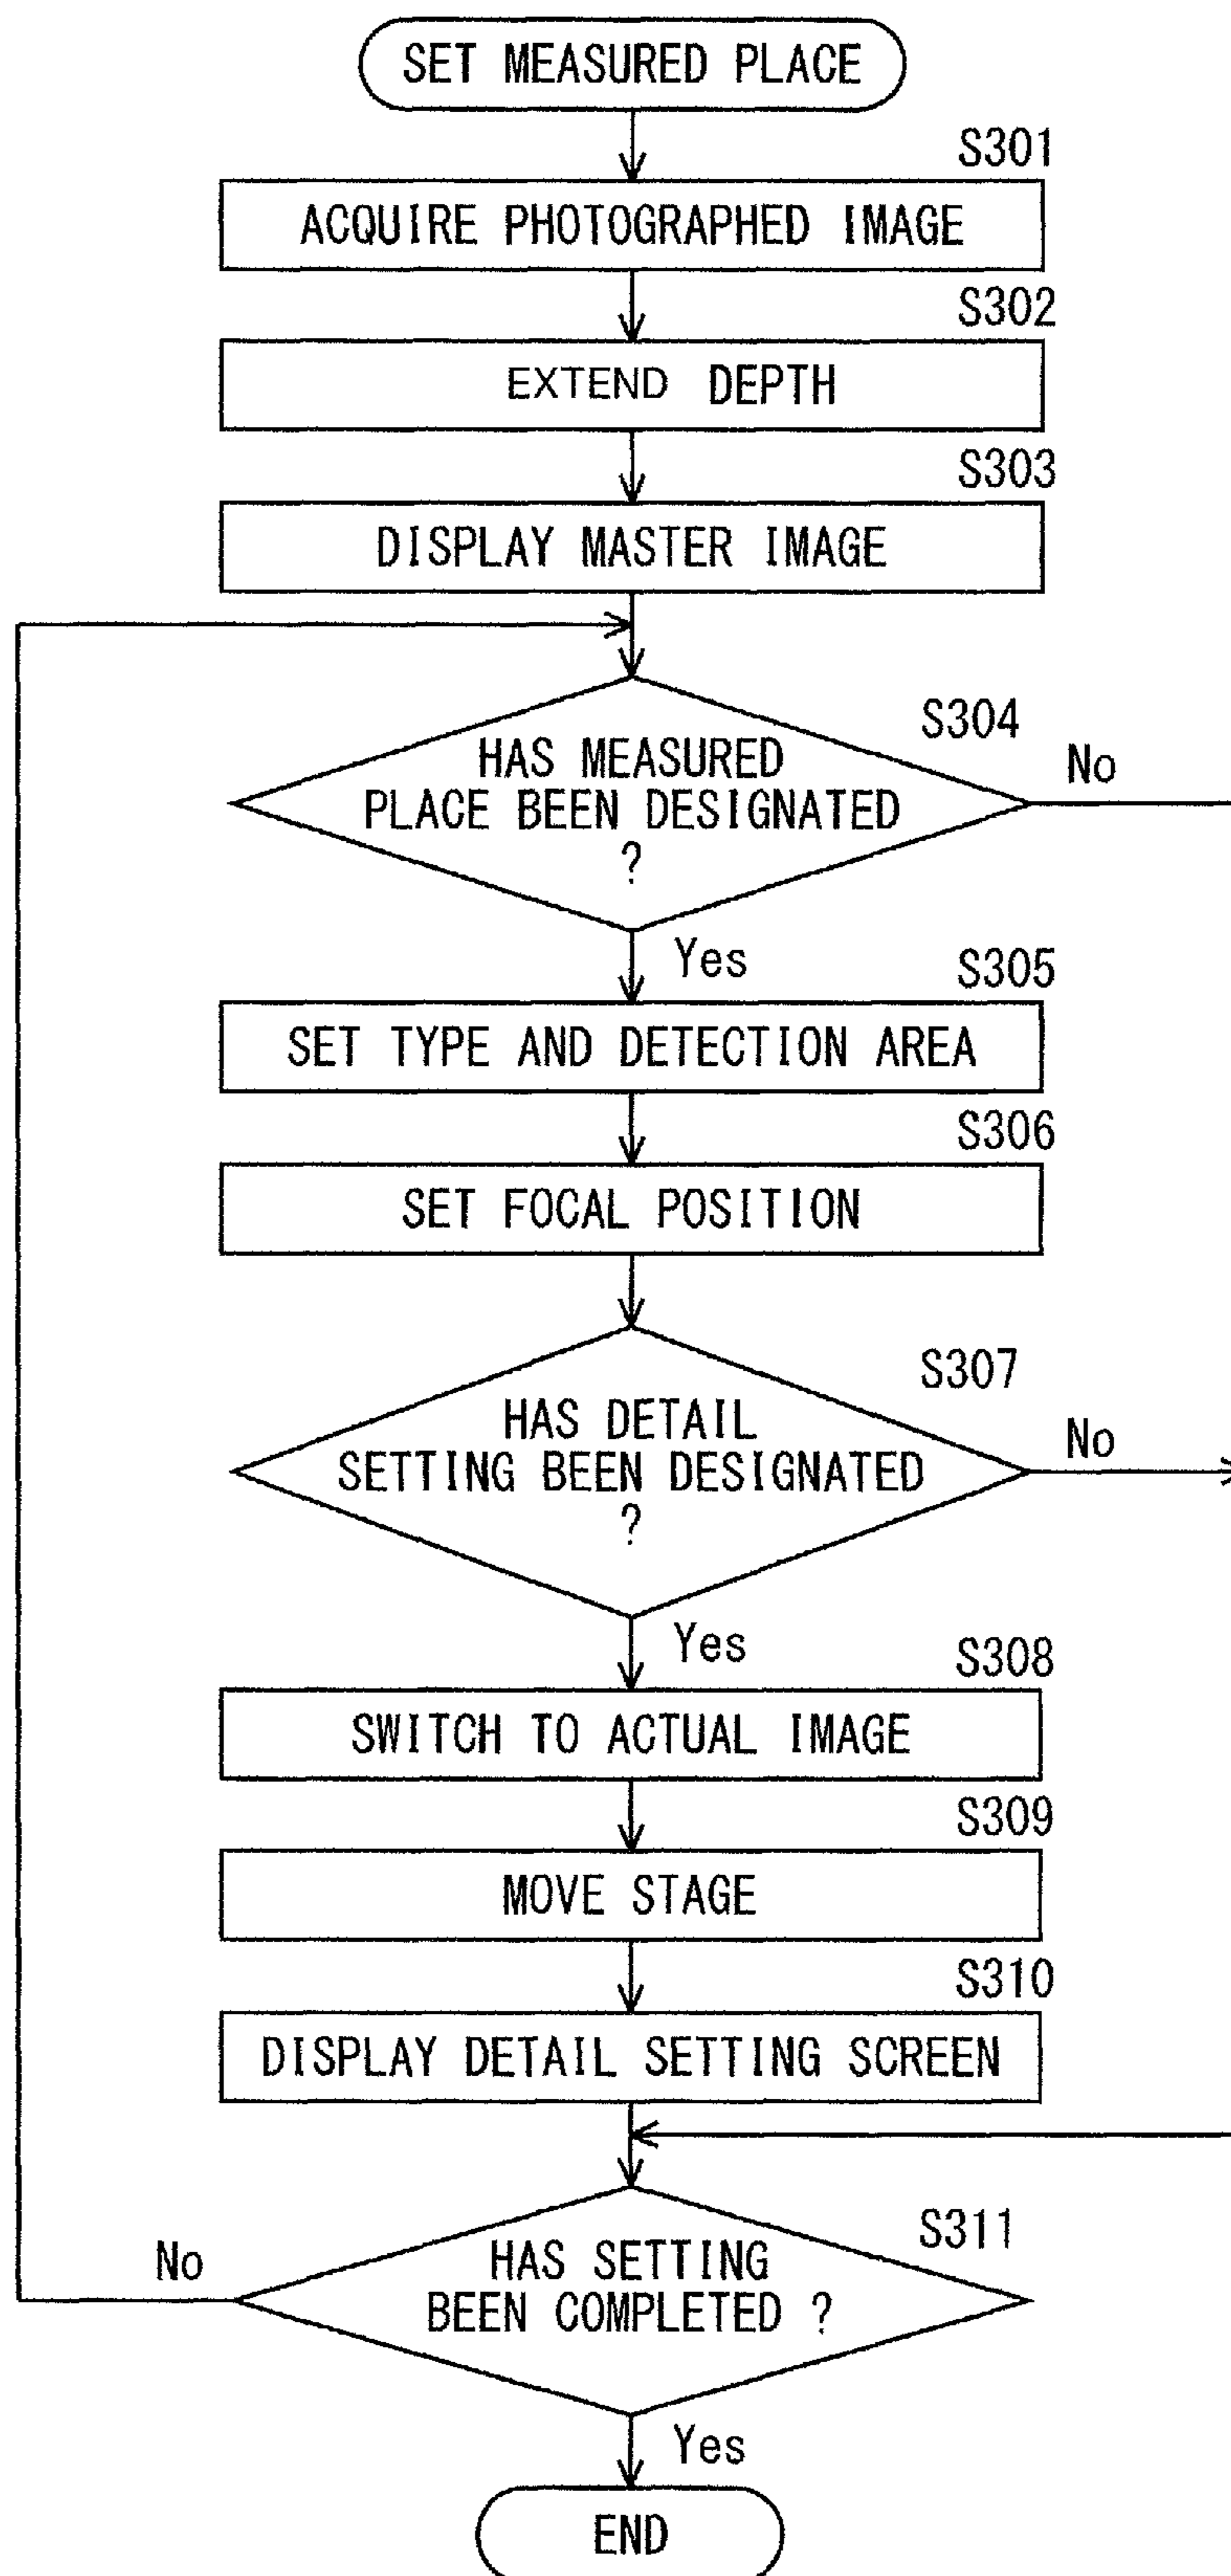 SET MEASURED PLACE
S301
ACQUIRE PHOTOGRAPHED IMAGE
S302
EXTEND DEPTH
S303
DISPLAY MASTER IMAGE
S304
HAS MEASURED
PLACE BEEN DESIGNATED
?
No
Yes
S305
SET TYPE AND DETECTION AREA
S306
SET FOCAL POSITION
S307
HAS DETAIL
SETTING BEEN DESIGNATED
?
No
Yes
S308
SWITCH TO ACTUAL IMAGE
S309
MOVE STAGE
S310
DISPLAY DETAIL SETTING SCREEN
S311
HAS SETTING
BEEN COMPLETED ?
No
Yes
END